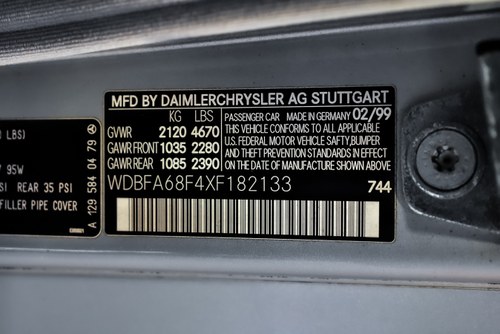 MFD BY DAIMLERCHRYSLER AG STUTTGART
KG LBS
GVWR 2120 4670
GAWR FRONT 1035 2280
GAWR REAR 1085 2390
PASSENGER CAR MADE IN GERMANY 02/99
THIS VEHICLE CONFORMS TO ALL APPLICABLE
U.S. FEDERAL MOTOR VEHICLE SAFTY,BUMPER
AND THEFT PREVENTION STANDARDS IN EFFECT
ON THE DATE OF MANUFACTURE SHOWN ABOVE
WDBFA68F4XF182133
744
LBS)
95W
REAR 35 PSI
FILLER PIPE COVER
A 129 584 04 79